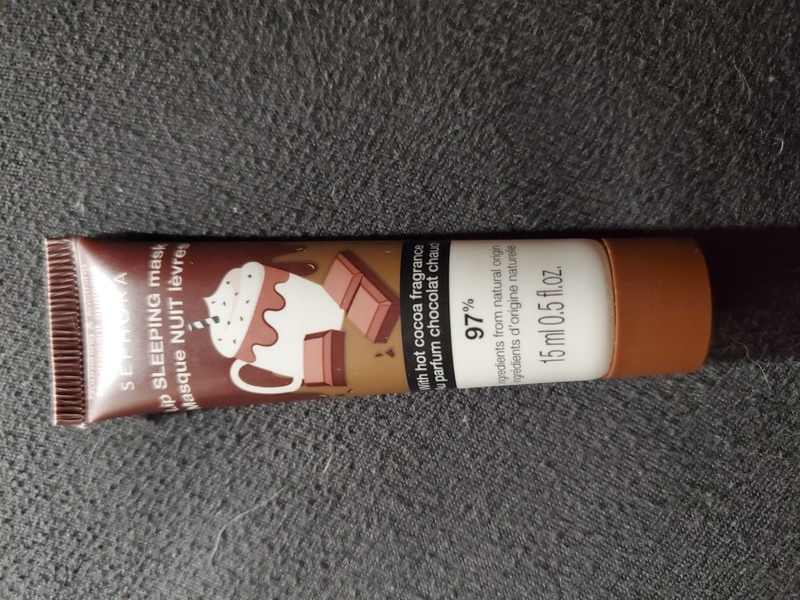 SEPHORA
Lip SLEEPING mask
Masque NUIT lèvres
With hot cocoa fragrance
Au parfum chocolat chaud
97%
ingredients from natural origin
ingrédients d'origine naturelle
15 ml 0.5 fl.oz.